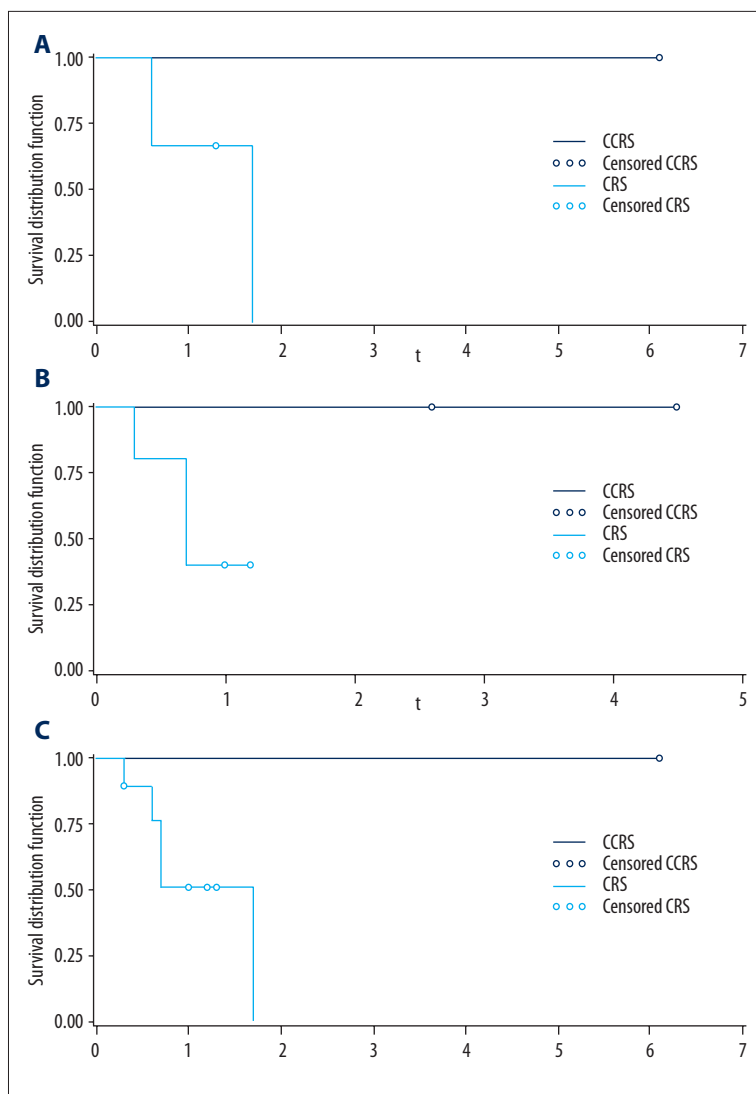 A
1.00
0.75
0.50
0.25
0.00
Survival distribution function
CCRS
Censored CCRS
CRS
Censored CRS
0 1 2 3 4 5 6 7
t
B
1.00
0.75
0.50
0.25
0.00
Survival distribution function
CCRS
Censored CCRS
CRS
Censored CRS
0 1 2 3 4 5
t
C
1.00
0.75
0.50
0.25
0.00
Survival distribution function
CCRS
Censored CCRS
CRS
Censored CRS
0 1 2 3 4 5 6 7